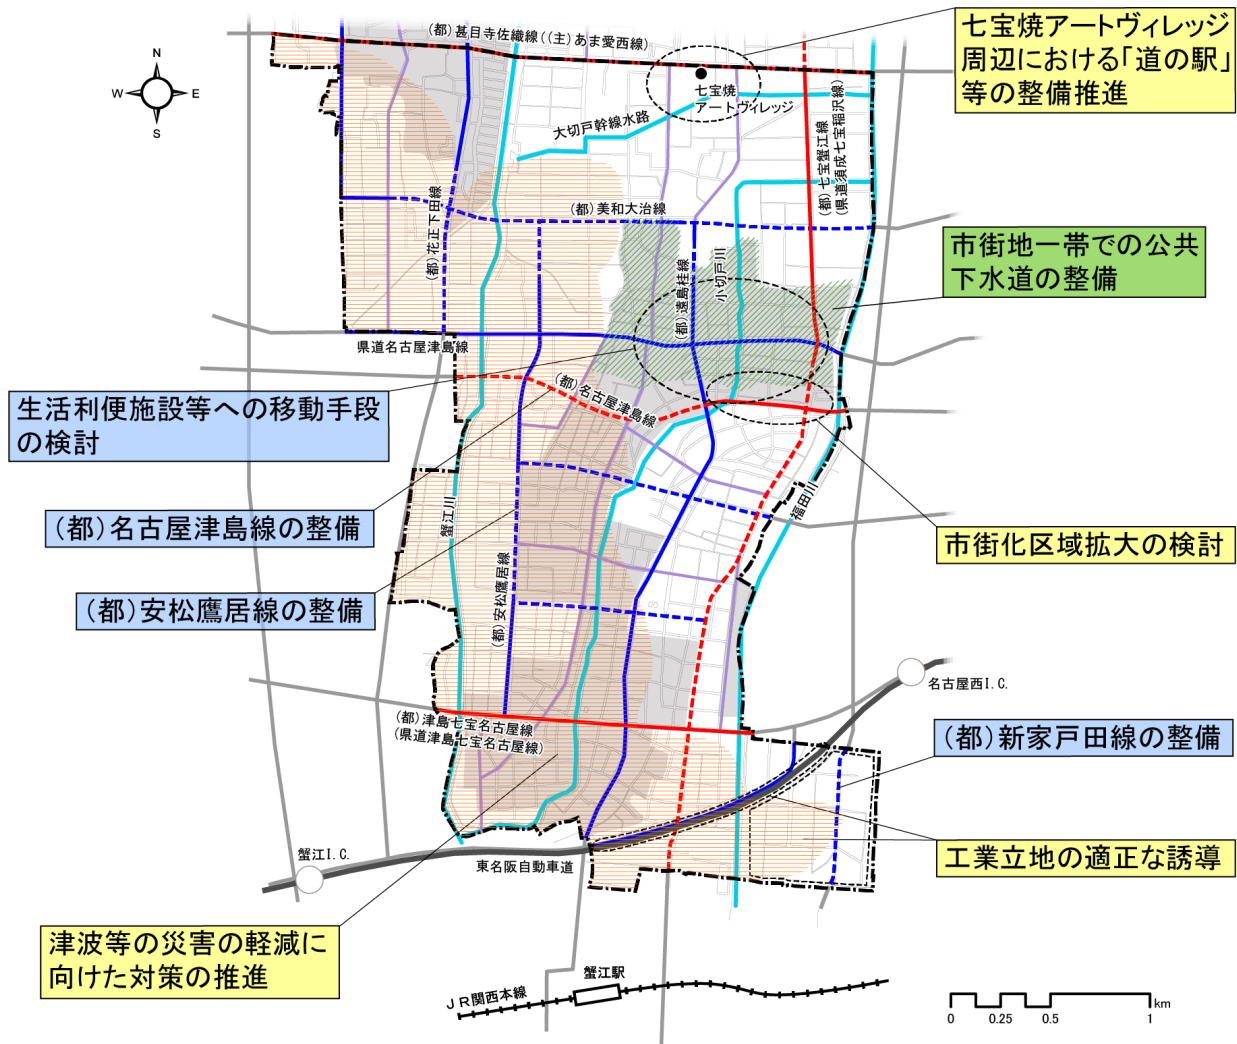 七宝焼アートヴィレッジ
周辺における「道の駅」
等の整備推進
(都)甚目寺佐織線((主)あま愛西線)
N
W
E
S
七宝焼
アートヴィレッジ
大切戸幹線水路
(都)七宝蟹江線
(県道須成七宝稲沢線)
(都)花正下田線
(都)美和大治線
市街地一帯での公共
下水道の整備
(都)遠島桂線
小切戸川
県道名古屋津島線
(都)名古屋津島線
生活利便施設等への移動手段
の検討
蟹江川
福田川
(都)名古屋津島線の整備
市街化区域拡大の検討
(都)安松鷹居線
(都)安松鷹居線の整備
名古屋西I.C.
(都)津島七宝名古屋線
(県道津島七宝名古屋線)
(都)新家戸田線の整備
蟹江I.C.
東名阪自動車道
工業立地の適正な誘導
津波等の災害の軽減に
向けた対策の推進
蟹江駅
JR関西本線
km
0
0.25
0.5
1